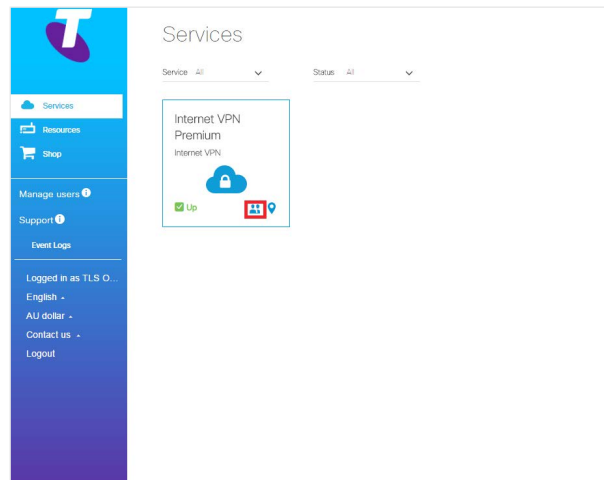 Services
Service All
Status All
Services
Resources
Shop
Internet VPN
Premium
Internet VPN
Up
Manage users
Support
Event Logs
Logged in as TLS O...
English
AU dollar
Contact us
Logout